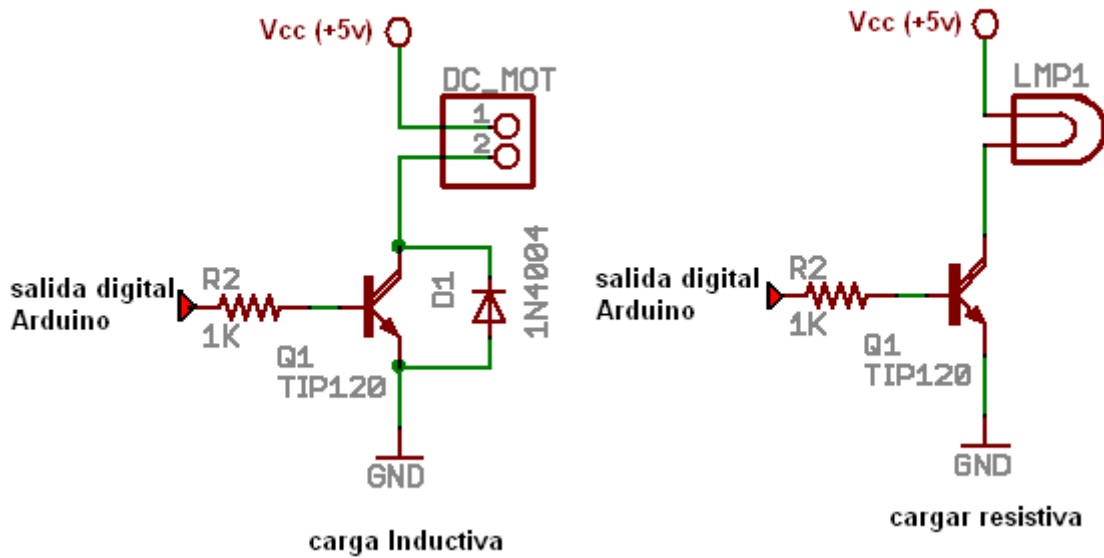 Vcc (+5v)
DC_MOT
1
2
salida digital
Arduino
R2
1K
Q1
TIP120
D1
1N4004
GND
carga Inductiva
Vcc (+5v)
LMP1
salida digital
Arduino
R2
1K
Q1
TIP120
GND
cargar resistiva